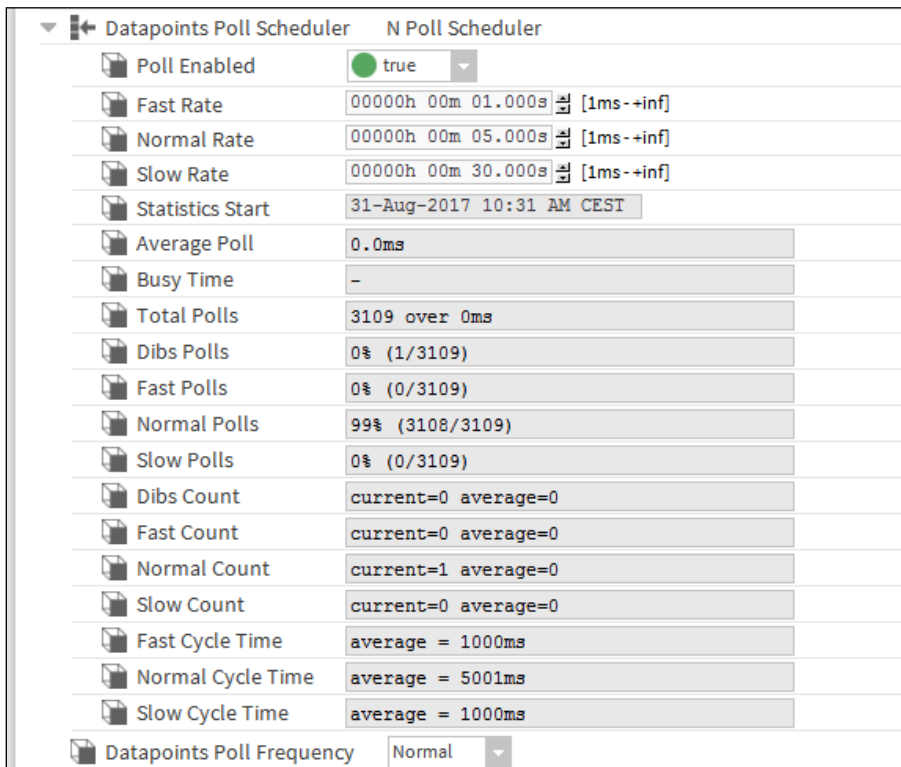 Datapoints Poll Scheduler N Poll Scheduler
Poll Enabled true
Fast Rate 00000h 00m 01.000s [1ms-+inf]
Normal Rate 00000h 00m 05.000s [1ms-+inf]
Slow Rate 00000h 00m 30.000s [1ms-+inf]
Statistics Start 31-Aug-2017 10:31 AM CEST
Average Poll 0.0ms
Busy Time -
Total Polls 3109 over 0ms
Dibs Polls 0% (1/3109)
Fast Polls 0% (0/3109)
Normal Polls 99% (3108/3109)
Slow Polls 0% (0/3109)
Dibs Count current=0 average=0
Fast Count current=0 average=0
Normal Count current=1 average=0
Slow Count current=0 average=0
Fast Cycle Time average = 1000ms
Normal Cycle Time average = 5001ms
Slow Cycle Time average = 1000ms
Datapoints Poll Frequency Normal